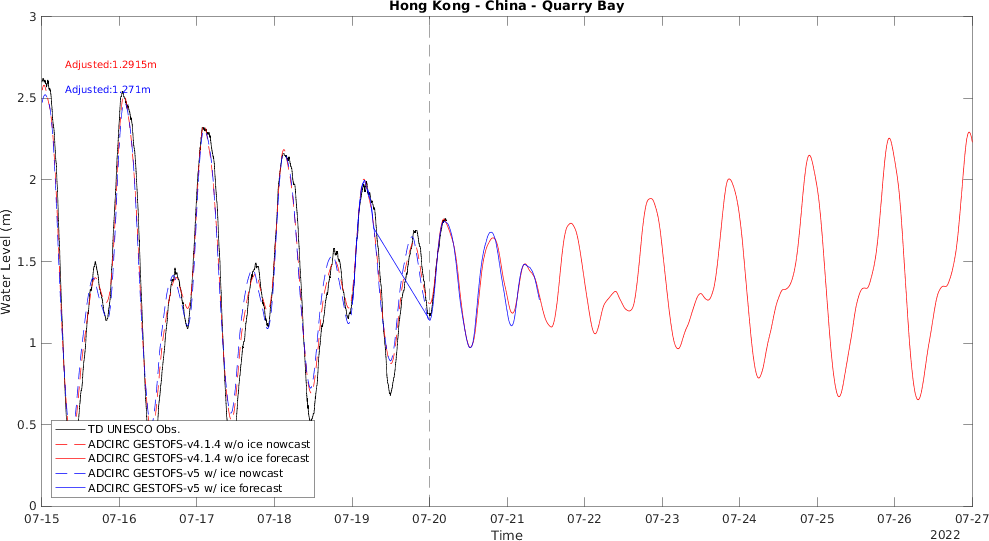 Hong Kong - China - Quarry Bay
3
Adjusted:1.2915m
Adjusted:1.271m
2.5
2
1.5
1
0.5
0
Water Level (m)
TD UNESCO Obs.
ADCIRC GESTOFS-v4.1.4 w/o ice nowcast
ADCIRC GESTOFS-v4.1.4 w/o ice forecast
ADCIRC GESTOFS-v5 w/ ice nowcast
ADCIRC GESTOFS-v5 w/ ice forecast
07-15 07-16 07-17 07-18 07-19 07-20 07-21 07-22 07-23 07-24 07-25 07-26 07-27
Time
2022